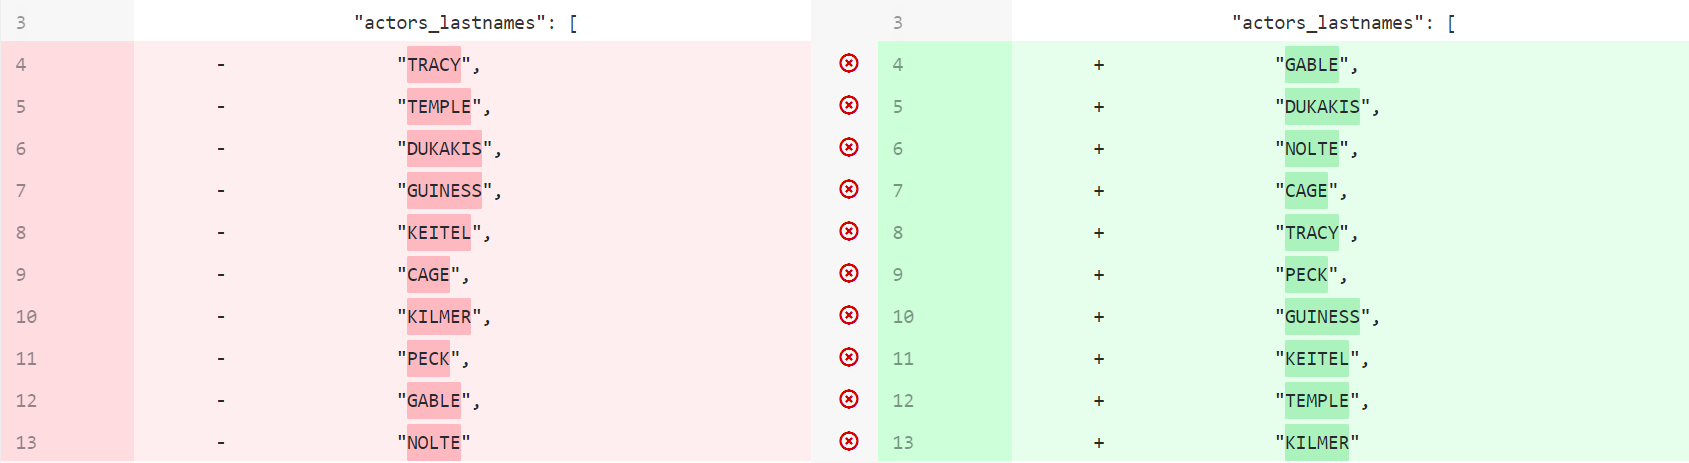 3 "actors_lastnames": [ 3 "actors_lastnames": [
4 - "TRACY", 4 + "GABLE",
5 - "TEMPLE", 5 + "DUKAKIS",
6 - "DUKAKIS", 6 + "NOLTE",
7 - "GUINESS", 7 + "CAGE",
8 - "KEITEL", 8 + "TRACY",
9 - "CAGE", 9 + "PECK",
10 - "KILMER", 10 + "GUINESS",
11 - "PECK", 11 + "KEITEL",
12 - "GABLE", 12 + "TEMPLE",
13 - "NOLTE" 13 + "KILMER"